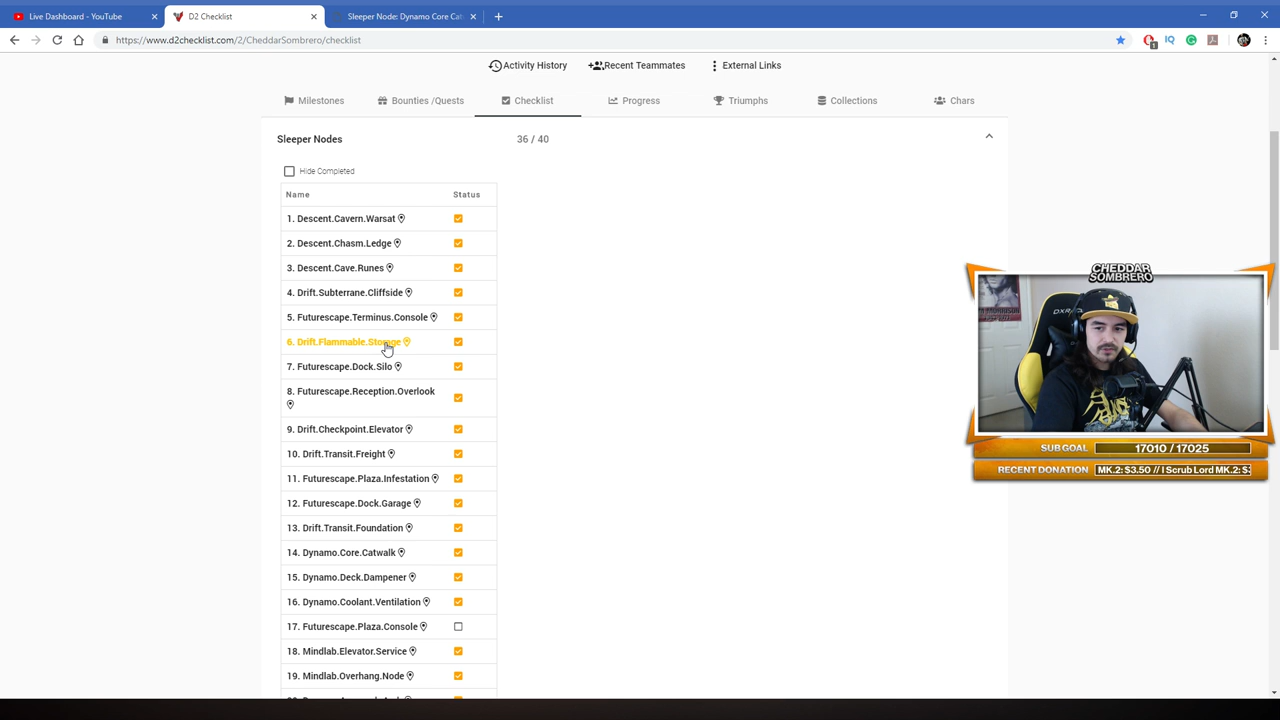 Live Dashboard - YouTube
D2 Checklist
Sleeper Node: Dynamo Core Cat
https://www.d2checklist.com/2/CheddarSombrero/checklist
Activity History
Recent Teammates
External Links
Milestones
Bounties /Quests
Checklist
Progress
Triumphs
Collections
Chars
Sleeper Nodes
36 / 40
Hide Completed
Name Status
1. Descent.Cavern.Warsat
2. Descent.Chasm.Ledge
3. Descent.Cave.Runes
4. Drift.Subterrane.Cliffside
5. Futurescape.Terminus.Console
6. Drift.Flammable.Storage
7. Futurescape.Dock.Silo
8. Futurescape.Reception.Overlook
9. Drift.Checkpoint.Elevator
10. Drift.Transit.Freight
11. Futurescape.Plaza.Infestation
12. Futurescape.Dock.Garage
13. Drift.Transit.Foundation
14. Dynamo.Core.Catwalk
15. Dynamo.Deck.Dampener
16. Dynamo.Coolant.Ventilation
17. Futurescape.Plaza.Console
18. Mindlab.Elevator.Service
19. Mindlab.Overhang.Node
CHEDDAR
SOMBRERO
DXR
SUB GOAL 17010 / 17025
RECENT DONATION MK.2: $3.50 // I Scrub Lord MK.2: $3